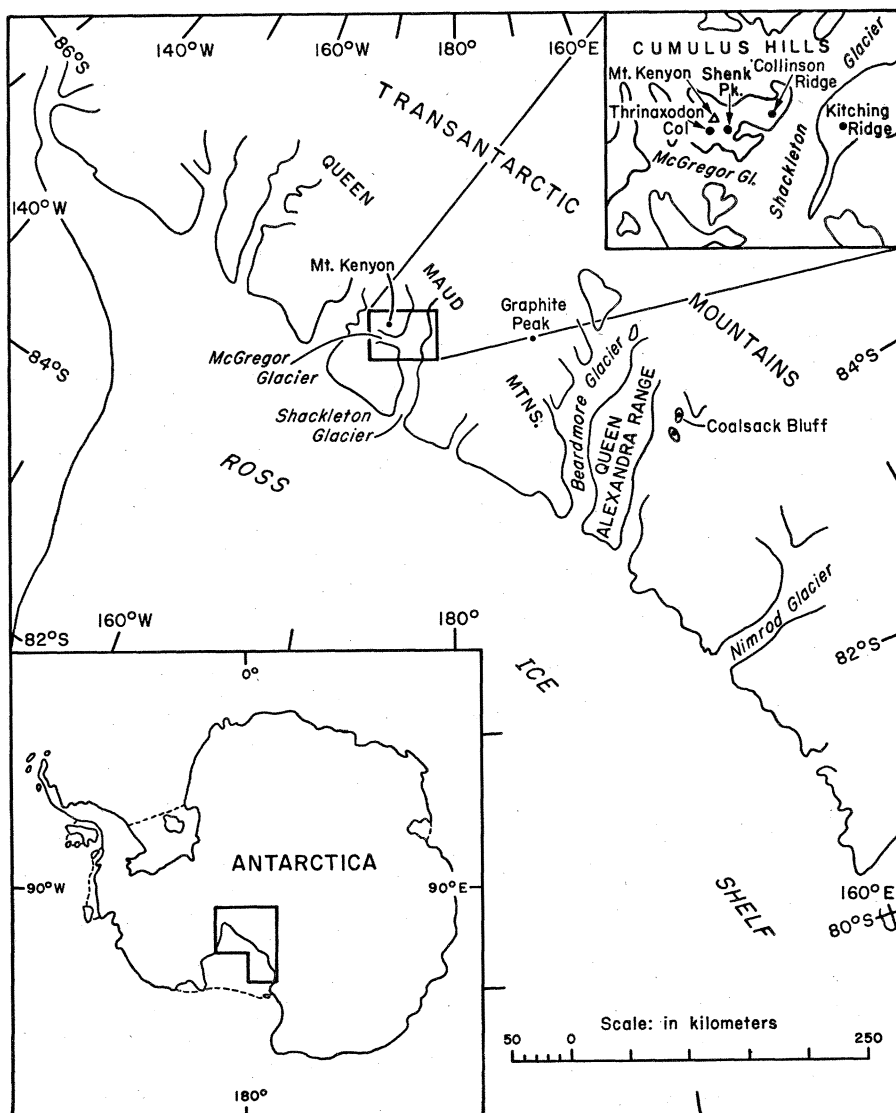 86°S
140°W
160°W
180°
160°E
CUMULUS HILLS
Glacier
Mt. Kenyon
Shenk
Pk.
Collinson
Ridge
Thrinaxodon
Col
Kitching
Ridge
McGregor Gl.
Shackleton
TRANSANTARCTIC
QUEEN
140°W
Mt. Kenyon
MAUD
Graphite
Peak
MOUNTAINS
84°S
84°S
McGregor
Glacier
MTNS.
Beardmore Glacier
QUEEN
ALEXANDRA RANGE
Coalsack Bluff
Shackleton
Glacier
ROSS
Nimrod Glacier
82°S
160°W
180°
82°S
ICE
0°
ANTARCTICA
90°W
90°E
SHELF
160°E
80°S
Scale: in kilometers
50
0
250
180°